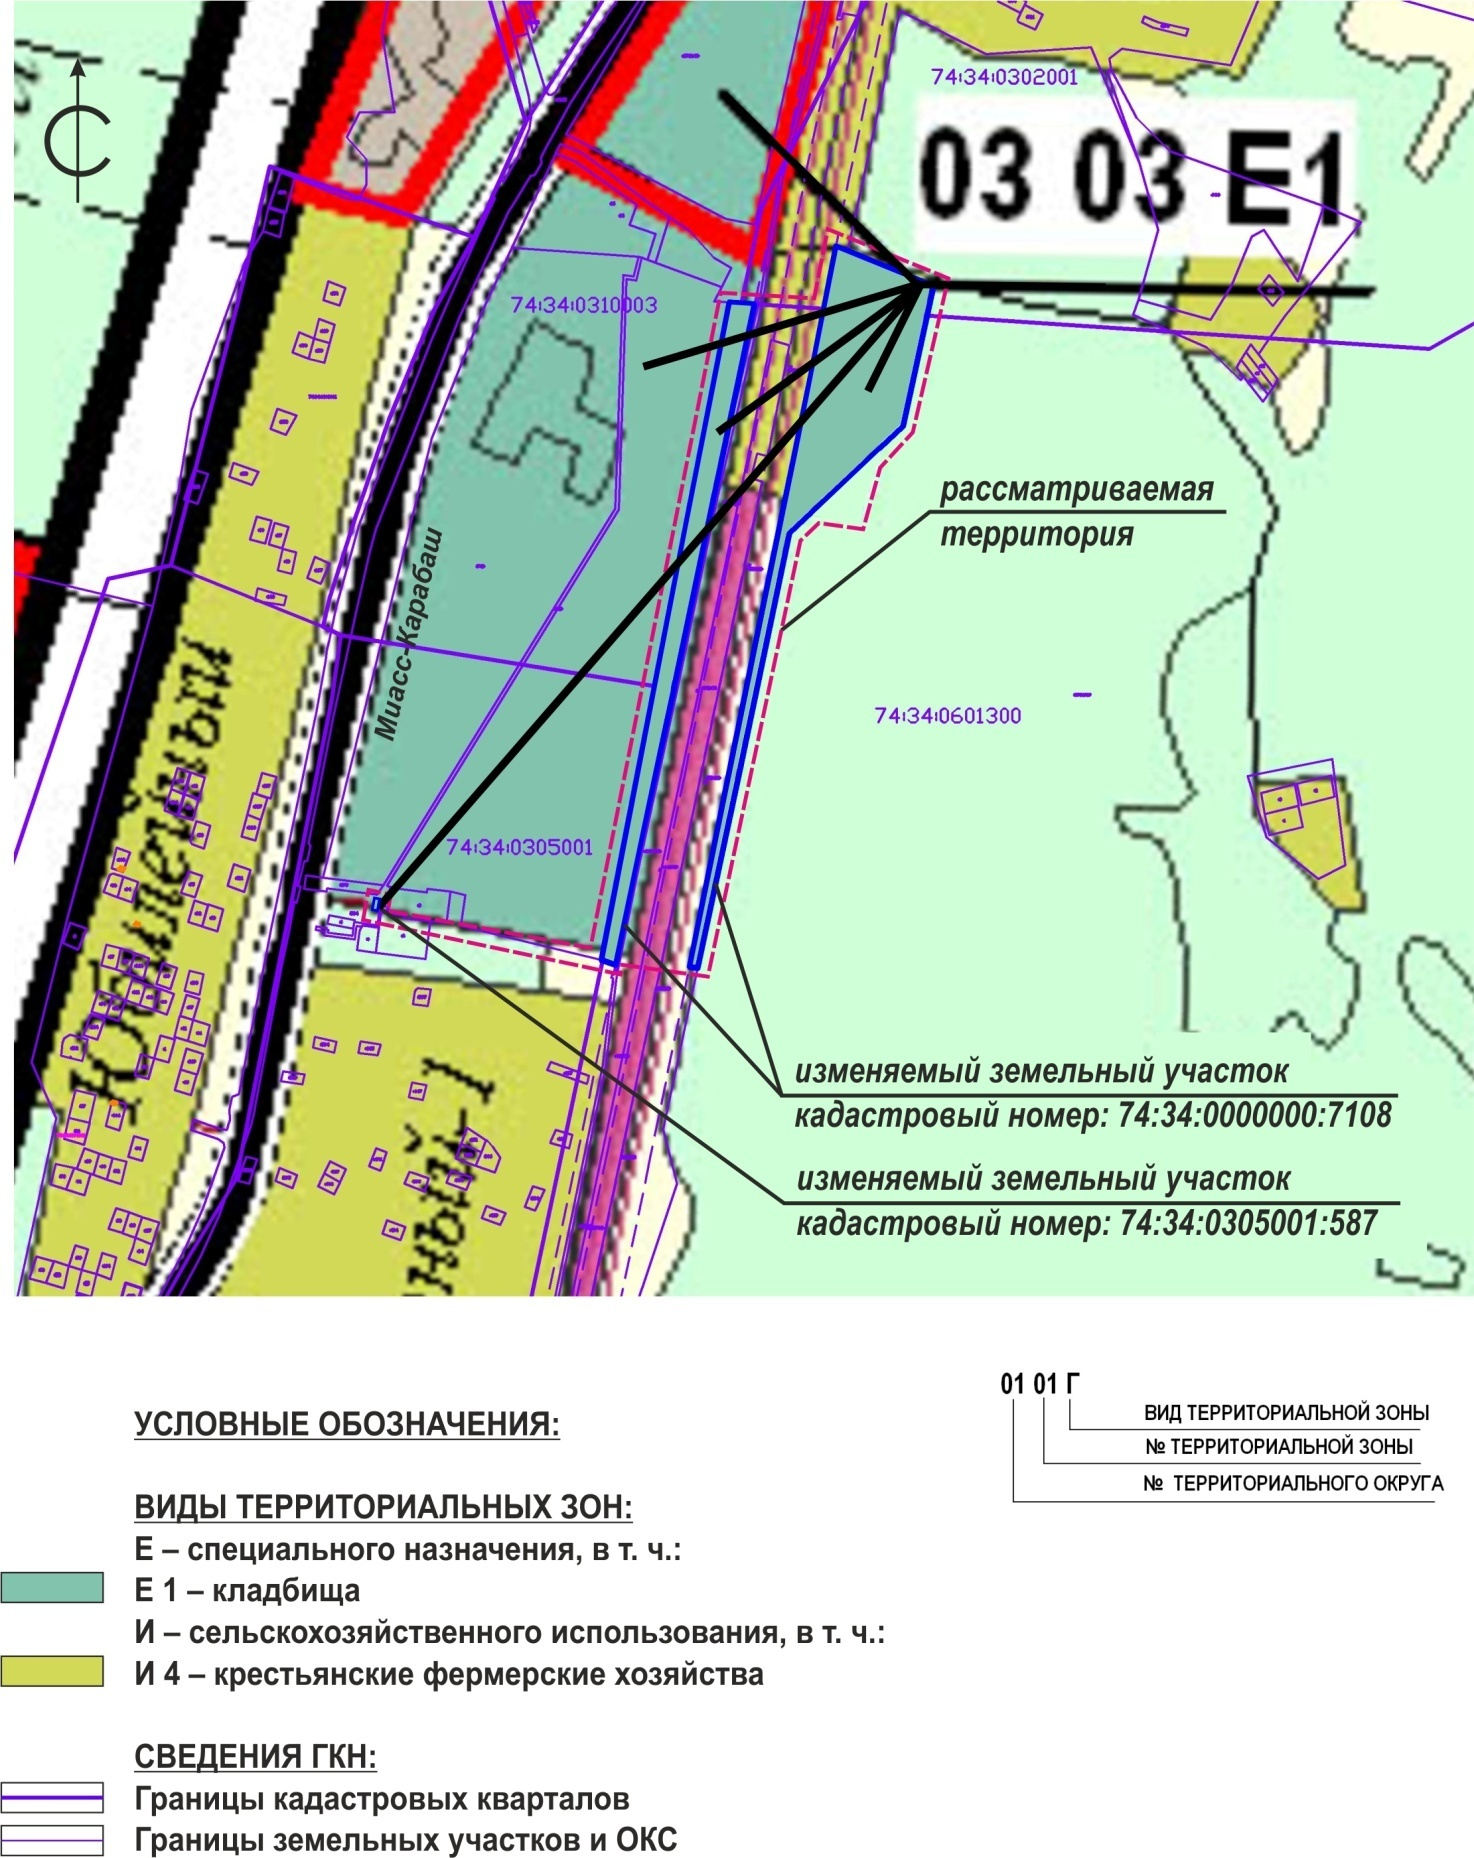 С
74:34:0302001
03 03 Е1
74:34:0310003
рассматриваемая
территория
Миасс-Карабаш
74:34:0601300
74:34:0305001
изменяемый земельный участок
кадастровый номер: 74:34:0000000:7108
изменяемый земельный участок
кадастровый номер: 74:34:0305001:587
01 01 Г
ВИД ТЕРРИТОРИАЛЬНОЙ ЗОНЫ
№ ТЕРРИТОРИАЛЬНОЙ ЗОНЫ
№ ТЕРРИТОРИАЛЬНОГО ОКРУГА
УСЛОВНЫЕ ОБОЗНАЧЕНИЯ:
ВИДЫ ТЕРРИТОРИАЛЬНЫХ ЗОН:
Е – специального назначения, в т. ч.:
Е 1 – кладбища
И – сельскохозяйственного использования, в т. ч.:
И 4 – крестьянские фермерские хозяйства
СВЕДЕНИЯ ГКН:
Границы кадастровых кварталов
Границы земельных участков и ОКС